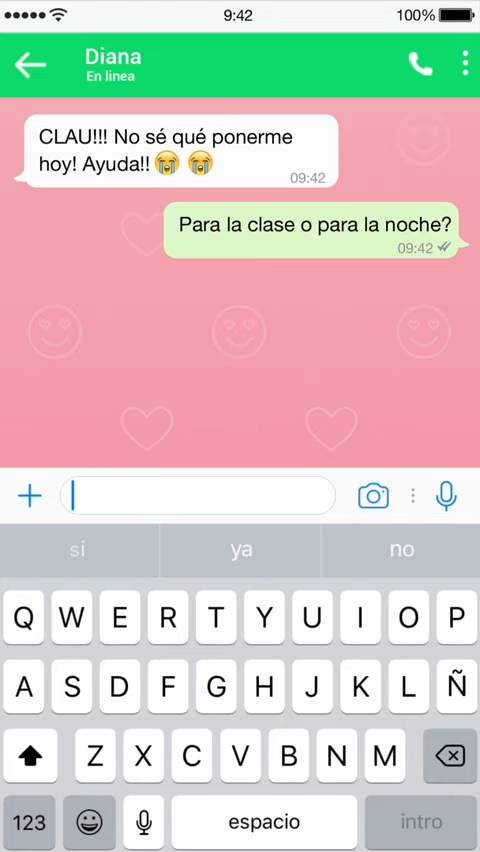 9:42
100%
Diana
En linea
CLAU!!! No sé qué ponerme
hoy! Ayuda!!😭 😭
09:42
Para la clase o para la noche?
09:42
si ya no
Q W E R T Y U I O P
A S D F G H J K L Ñ
Z X C V B N M
123 espacio intro